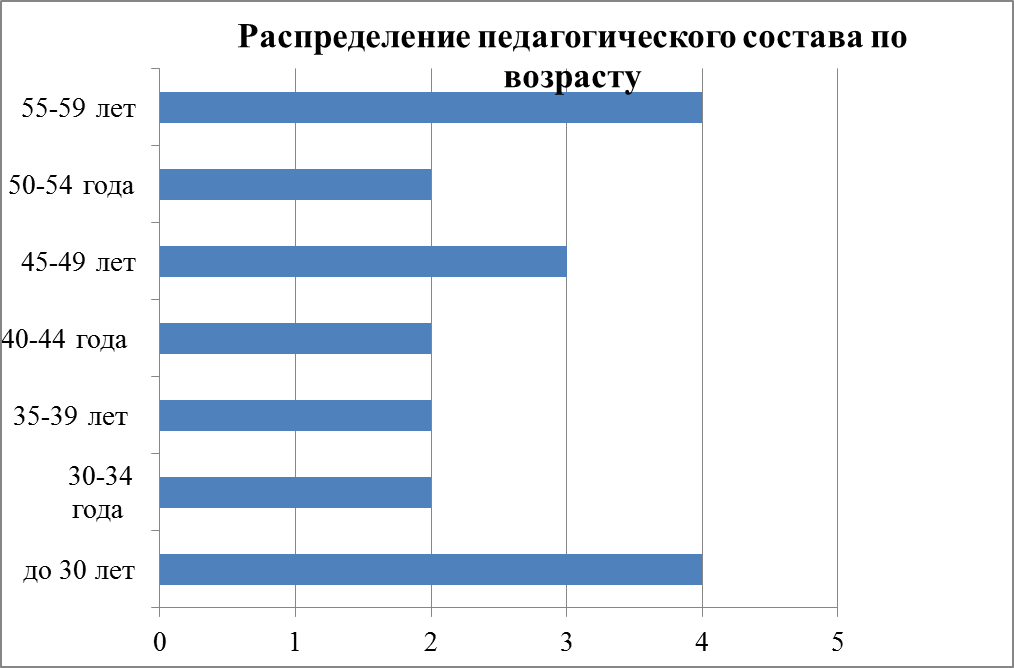 Распределение педагогического состава по
возрасту
55-59 лет
50-54 года
45-49 лет
40-44 года
35-39 лет
30-34
года
до 30 лет
0 1 2 3 4 5